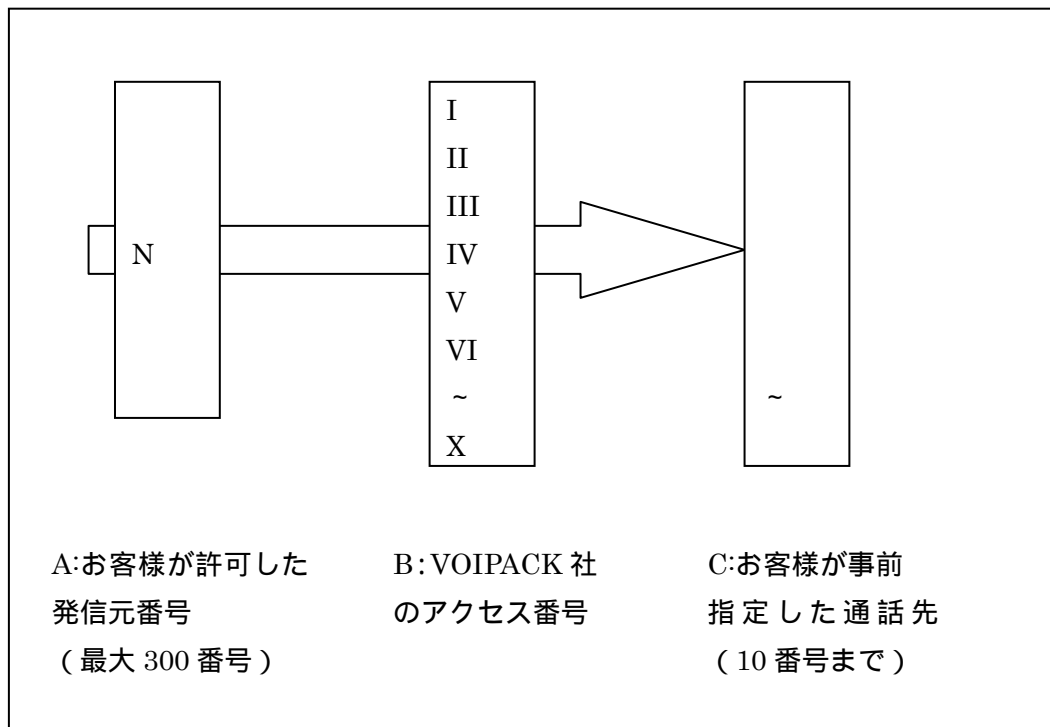 N
I
II
III
IV
V
VI
~
X
~
A:お客様が許可した
発信元番号
（最大 300 番号）
B:VOIPACK 社
のアクセス番号
C:お客様が事前
指定した通話先
（10 番号まで）